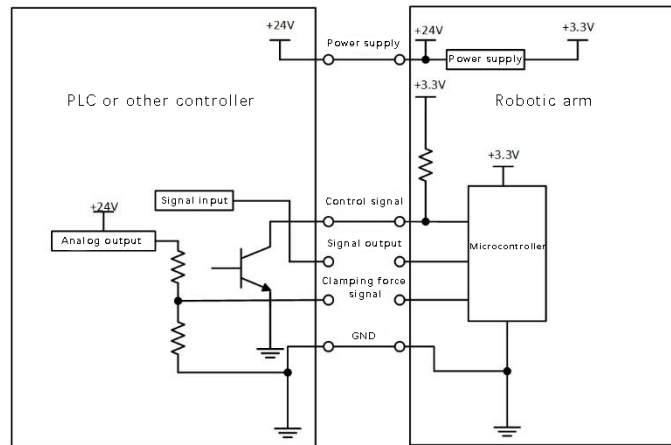 +24V
Power supply
+24V
Power supply
+3.3V
PLC or other controller
Robotic arm
+3.3V
+3.3V
Signal input
Control signal
+24V
Analog output
Signal output
Microcontroller
Clamping force
signal
GND